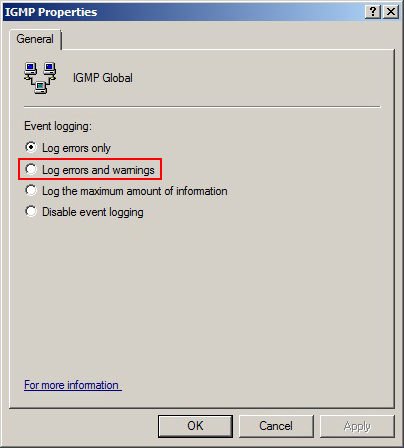 IGMP Properties
General
IGMP Global
Event logging:
Log errors only
Log errors and warnings
Log the maximum amount of information
Disable event logging
For more information
OK Cancel Apply